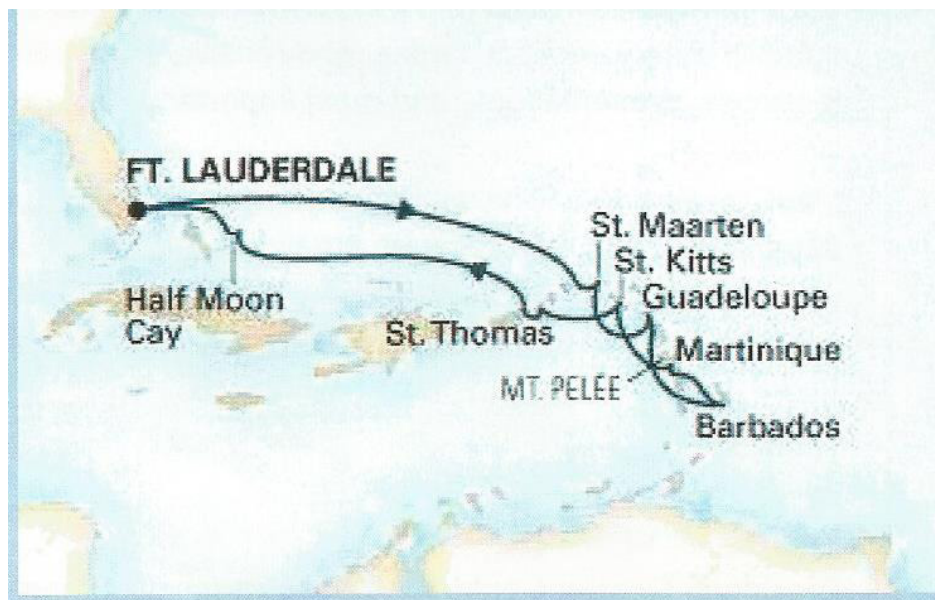 FT. LAUDERDALE
St. Maarten
St. Kitts
Guadeloupe
Half Moon
Cay
St. Thomas
Martinique
MT. PELÉE
Barbados